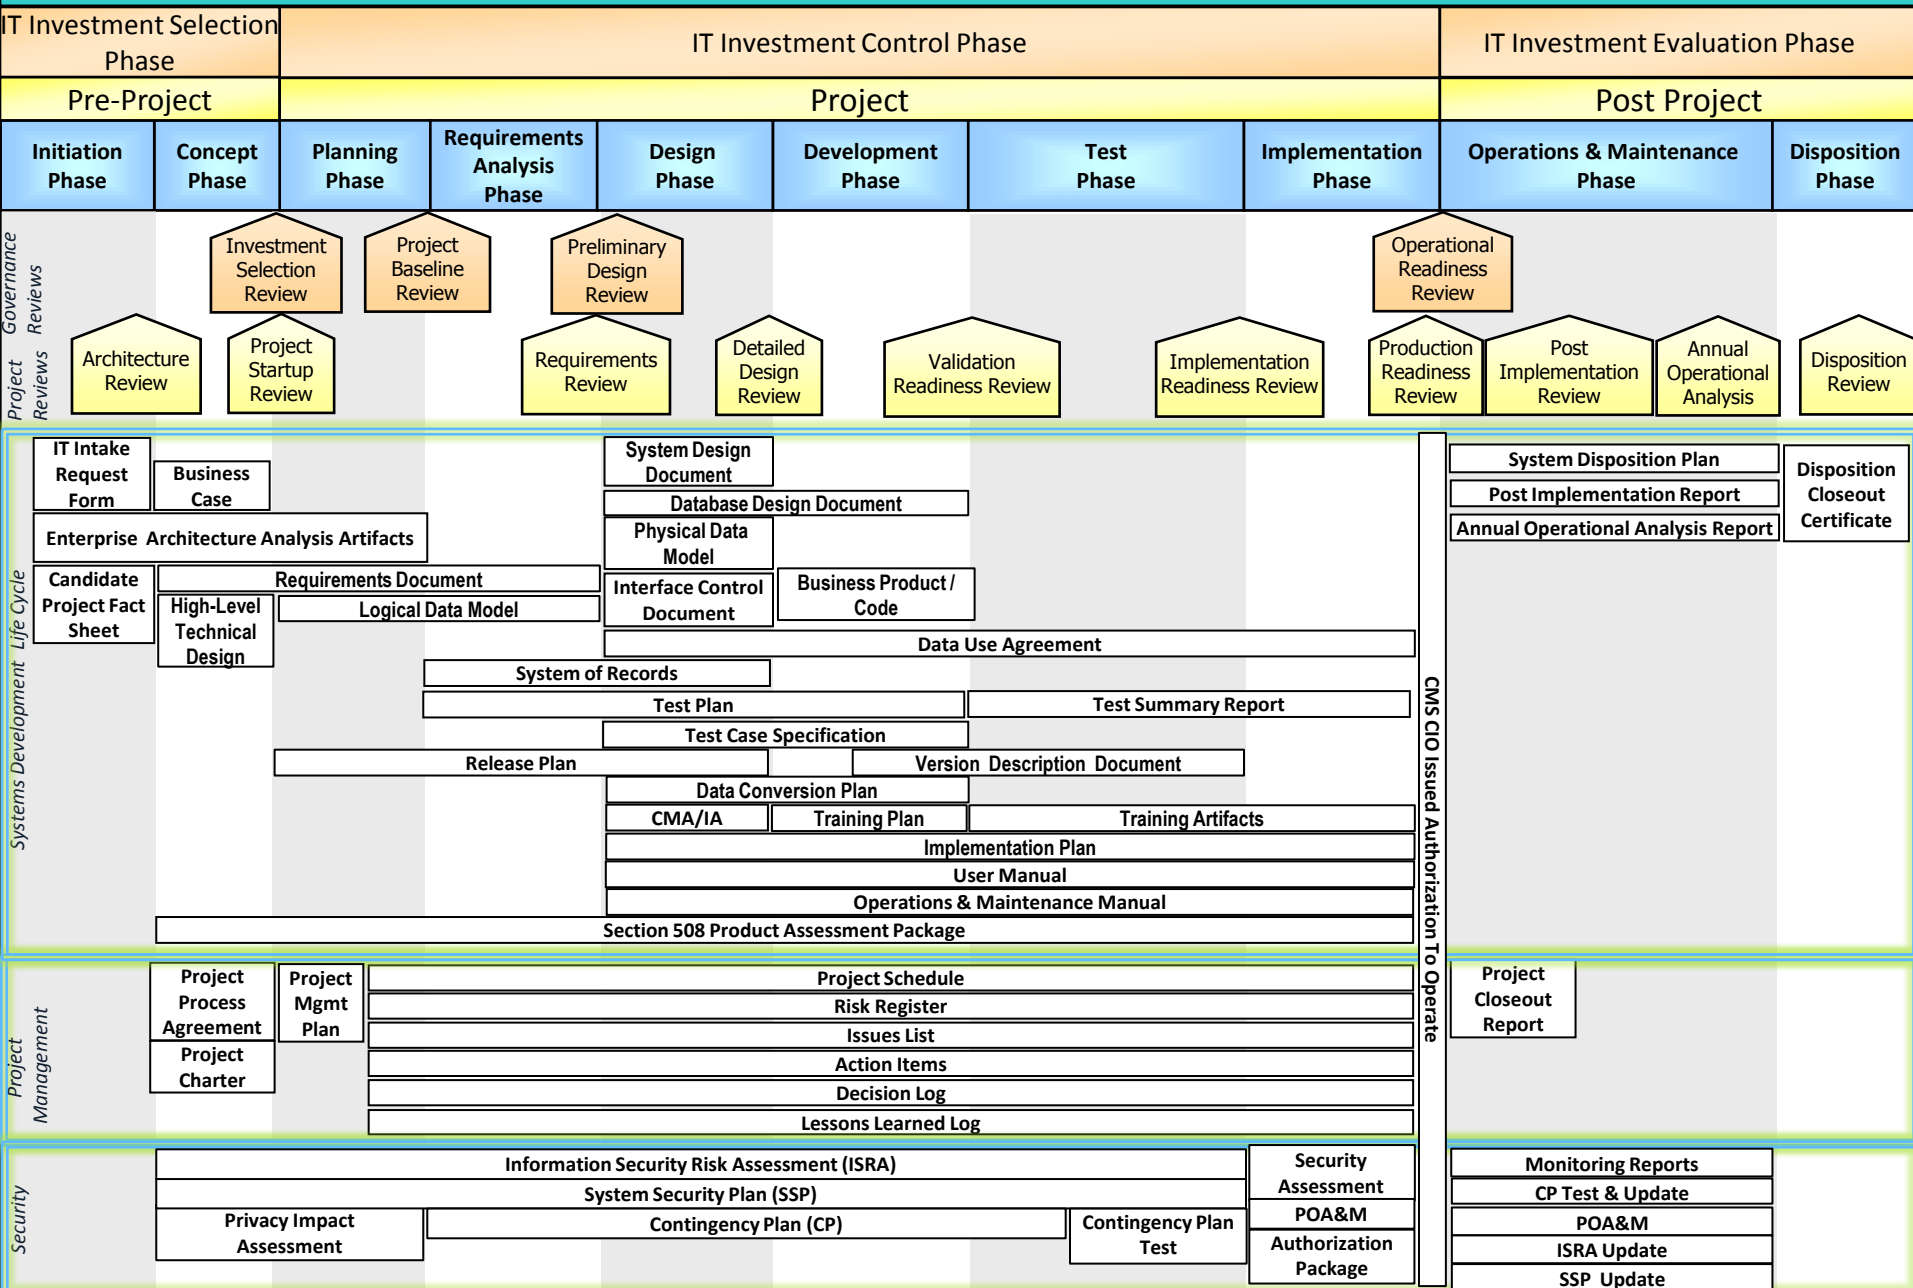 IT Investment Selection
Phase
IT Investment Control Phase
IT Investment Evaluation Phase
Pre-Project
Project
Post Project
Initiation
Phase
Concept
Phase
Planning
Phase
Requirements
Analysis
Phase
Design
Phase
Development
Phase
Test
Phase
Implementation
Phase
Operations & Maintenance
Phase
Disposition
Phase
Governance
Reviews
Investment
Selection
Review
Project
Baseline
Review
Preliminary
Design
Review
Operational
Readiness
Review
Project
Reviews
Architecture
Review
Project
Startup
Review
Requirements
Review
Detailed
Design
Review
Validation
Readiness Review
Implementation
Readiness Review
Production
Readiness
Review
Post
Implementation
Review
Annual
Operational
Analysis
Disposition
Review
Systems Development Life Cycle
IT Intake
Request
Form
Business
Case
Enterprise Architecture Analysis Artifacts
Candidate
Project Fact
Sheet
Requirements Document
High-Level
Technical
Design
Logical Data Model
System Design
Document
Database Design Document
Physical Data
Model
Interface Control
Document
Business Product /
Code
Data Use Agreement
System of Records
Test Plan
Test Summary Report
Test Case Specification
Release Plan
Version Description Document
Data Conversion Plan
CMA/IA
Training Plan
Training Artifacts
Implementation Plan
User Manual
Operations & Maintenance Manual
Section 508 Product Assessment Package
CMS CIO Issued Authorization To Operate
System Disposition Plan
Post Implementation Report
Annual Operational Analysis Report
Disposition
Closeout
Certificate
Project
Management
Project
Process
Agreement
Project
Charter
Project
Mgmt
Plan
Project Schedule
Risk Register
Issues List
Action Items
Decision Log
Lessons Learned Log
Project
Closeout
Report
Security
Information Security Risk Assessment (ISRA)
System Security Plan (SSP)
Privacy Impact
Assessment
Contingency Plan (CP)
Contingency Plan
Test
Security
Assessment
POA&M
Authorization
Package
Monitoring Reports
CP Test & Update
POA&M
ISRA Update
SSP Update